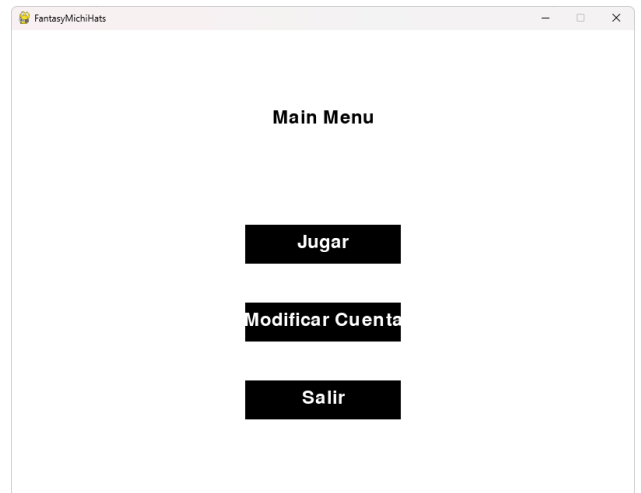 FantasyMichiHats
Main Menu
Jugar
Modificar Cuenta
Salir